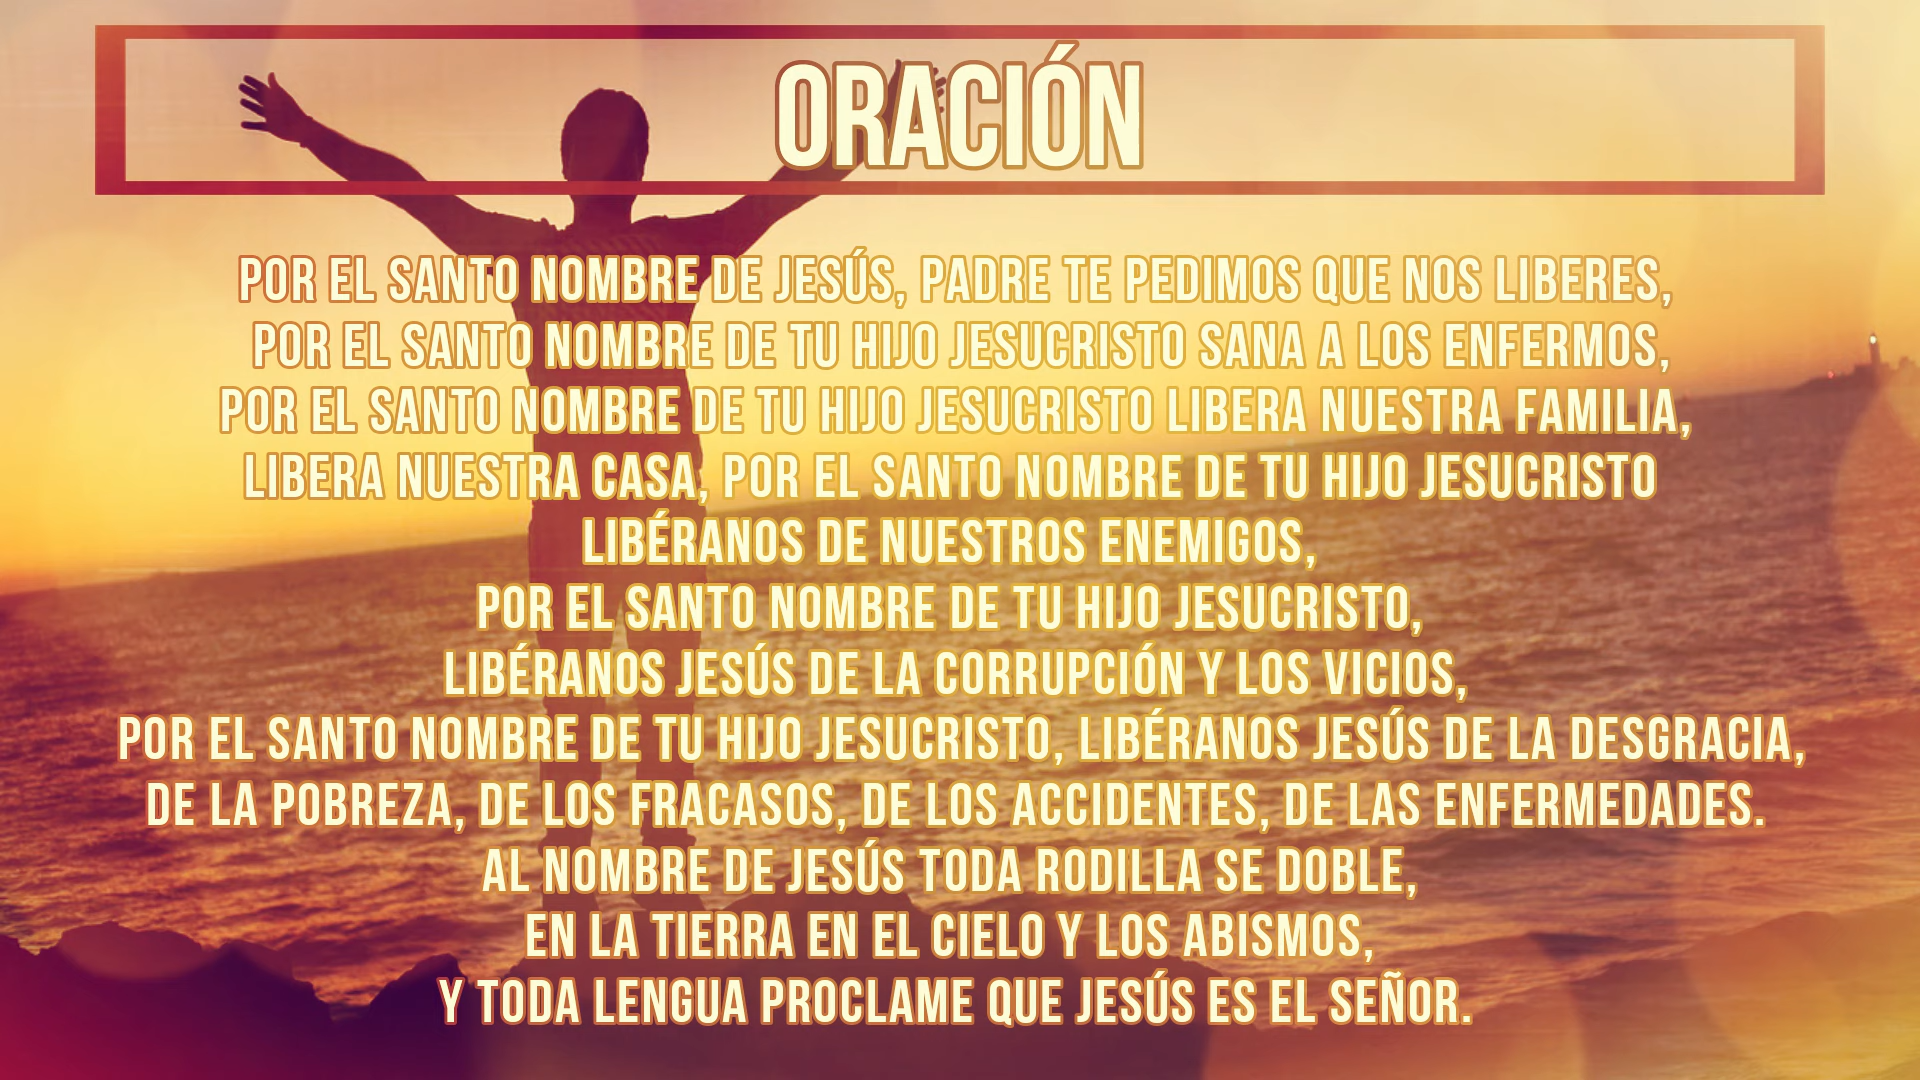 ORACIÓN
POR EL SANTO NOMBRE DE JESÚS, PADRE TE PEDIMOS QUE NOS LIBERES,
POR EL SANTO NOMBRE DE TU HIJO JESUCRISTO SANA A LOS ENFERMOS,
POR EL SANTO NOMBRE DE TU HIJO JESUCRISTO LIBERA NUESTRA FAMILIA,
LIBERA NUESTRA CASA, POR EL SANTO NOMBRE DE TU HIJO JESUCRISTO
LIBÉRANOS DE NUESTROS ENEMIGOS,
POR EL SANTO NOMBRE DE TU HIJO JESUCRISTO,
LIBÉRANOS JESÚS DE LA CORRUPCIÓN Y LOS VICIOS,
POR EL SANTO NOMBRE DE TU HIJO JESUCRISTO, LIBÉRANOS JESÚS DE LA DESGRACIA,
DE LA POBREZA, DE LOS FRACASOS, DE LOS ACCIDENTES, DE LAS ENFERMEDADES.
AL NOMBRE DE JESÚS TODA RODILLA SE DOBLE,
EN LA TIERRA EN EL CIELO Y LOS ABISMOS,
Y TODA LENGUA PROCLAME QUE JESÚS ES EL SEÑOR.